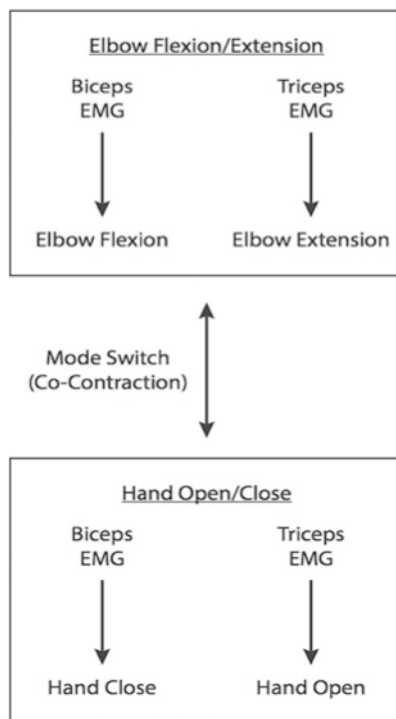 Elbow Flexion/Extension
Biceps
EMG
Triceps
EMG
Elbow Flexion
Elbow Extension
Mode Switch
(Co-Contraction)
Hand Open/Close
Biceps
EMG
Triceps
EMG
Hand Close
Hand Open